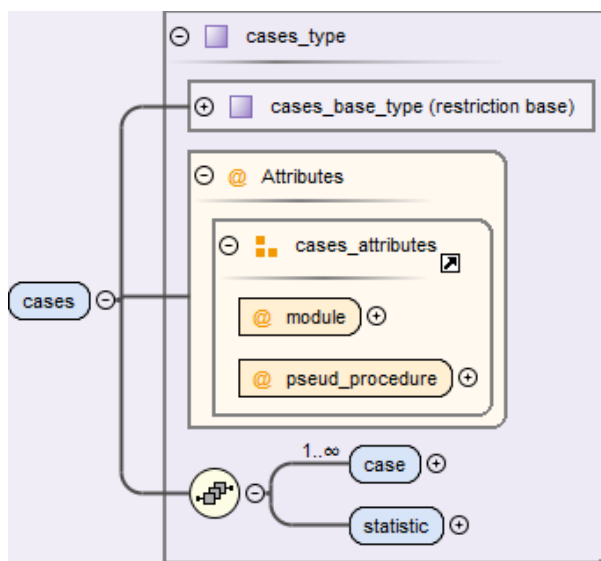 cases_type
cases_base_type (restriction base)
@ Attributes
cases_attributes
cases
@ module
@ pseud_procedure
1..∞
case
statistic